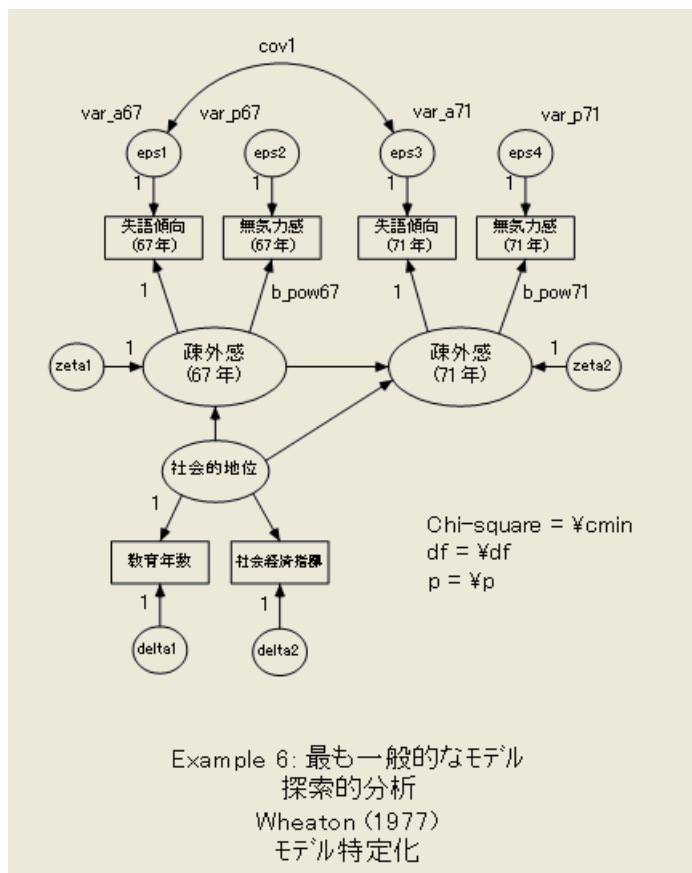 cov1
var_a67
var_p67
var_a71
var_p71
eps1
eps2
eps3
eps4
1
1
1
1
失語傾向
(67年)
無気力感
(67年)
失語傾向
(71年)
無気力感
(71年)
1
b_pow67
1
b_pow71
zeta1
1
疎外感
(67年)
疎外感
(71年)
1
zeta2
社会的地位
1
教育年数
社会経済指標
1
1
delta1
delta2
Chi-square = ¥cmin
df = ¥df
p = ¥p
Example 6: 最も一般的なモデル
探索的分析
Wheaton (1977)
モデル特定化